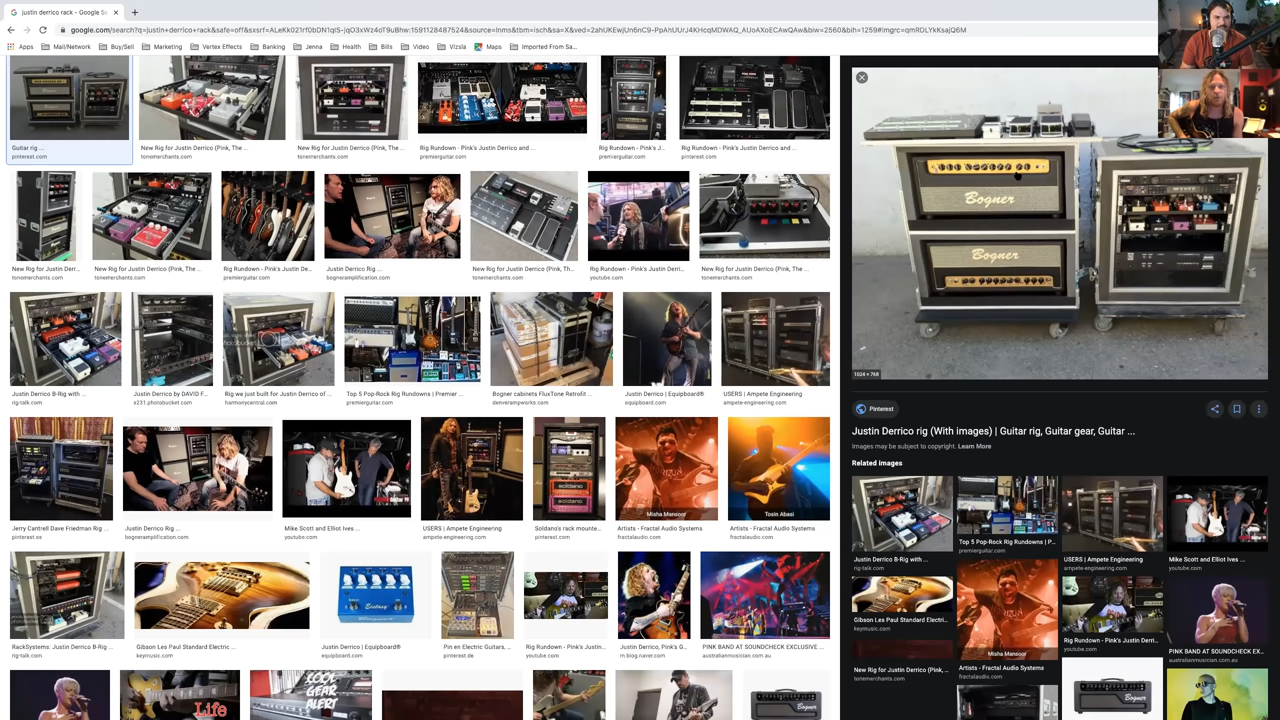 justin derrico rack - Google Se
google.com/search?q=justin+derrico+rack&safe=off&sxsrf=ALeKk021rf0bDN1qIS-jqO3xWz4oT9uBhw:1591128487524&source=lnms&tbm=isch&sa=X&ved=2ahUKEwjUn6nC9-PpAhUUrJ4KHcqMDWAQ_AUoAXoECAwQAw&biw=2560&bih=1259#imgrc=qmRDLYkKsajQ6M
Apps Mail/Network Buy/Sell Marketing Vertex Effects Banking Jenna Health Bills Video Vizsla Maps Imported From Sa...
Guitar rig ...
pinterest.com
New Rig for Justin Derrico (Pink, The ...
tonemerchants.com
New Rig for Justin Derrico (Pink, The ...
tonemerchants.com
Rig Rundown - Pink's Justin Derrico and ...
premierguitar.com
Rig Rundown - Pink's J...
premierguitar.com
Rig Rundown - Pink's Justin Derrico and ...
pinterest.com
New Rig for Justin Derr...
tonemerchants.com
New Rig for Justin Derrico (Pink, The ...
tonemerchants.com
Rig Rundown - Pink's Justin De...
premierguitar.com
Justin Derrico Rig ...
bogneramplification.com
New Rig for Justin Derrico (Pink, Th...
tonemerchants.com
Rig Rundown - Pink's Justin Derri...
youtube.com
New Rig for Justin Derrico (Pink, The ...
tonemerchants.com
Justin Derrico B-Rig with ...
rig-talk.com
Justin Derrico by DAVID F...
s231.photobucket.com
Rig we just built for Justin Derrico of ...
harmonycentral.com
Top 5 Pop-Rock Rig Rundowns | Premier ...
premierguitar.com
Bogner cabinets FluxTone Retrofit ...
denverampworks.com
Justin Derrico | Equipboard®
equipboard.com
USERS | Ampete Engineering
ampete-engineering.com
Jerry Cantrell Dave Friedman Rig ...
pinterest.es
Justin Derrico Rig ...
bogneramplification.com
Mike Scott and Elliot Ives ...
youtube.com
USERS | Ampete Engineering
ampete-engineering.com
soldano
soldano
Soldano's rack mounte...
pinterest.com
Misha Mansoor
Artists - Fractal Audio Systems
fractalaudio.com
Tosin Abasi
Artists - Fractal Audio Systems
fractalaudio.com
RackSystems: Justin Derrico B-Rig ...
rig-talk.com
Gibson Les Paul Standard Electric ...
keymusic.com
Ecstasy
Justin Derrico | Equipboard®
equipboard.com
Pin en Electric Guitars, ...
pinterest.de
Rig Rundown - Pink's Justin...
youtube.com
Justin Derrico, Pink's G...
m.blog.naver.com
PINK BAND AT SOUNDCHECK EXCLUSIVE ...
australianmusician.com.au
Life
GEAR
ALERT
Bogner
Bogner
Bogner
1024 × 768
Pinterest
Justin Derrico rig (With images) | Guitar rig, Guitar gear, Guitar ...
Images may be subject to copyright. Learn More
Related images
Justin Derrico B-Rig with ...
rig-talk.com
Top 5 Pop-Rock Rig Rundowns | P...
premierguitar.com
USERS | Ampete Engineering
ampete-engineering.com
Mike Scott and Elliot Ives ...
youtube.com
Gibson Les Paul Standard Electric...
keymusic.com
Misha Mansoor
Artists - Fractal Audio Systems
fractalaudio.com
Rig Rundown - Pink's Justin Derri...
youtube.com
PINK BAND AT SOUNDCHECK EX...
australianmusician.com.au
New Rig for Justin Derrico (Pink, ...
tonemerchants.com
Bogner